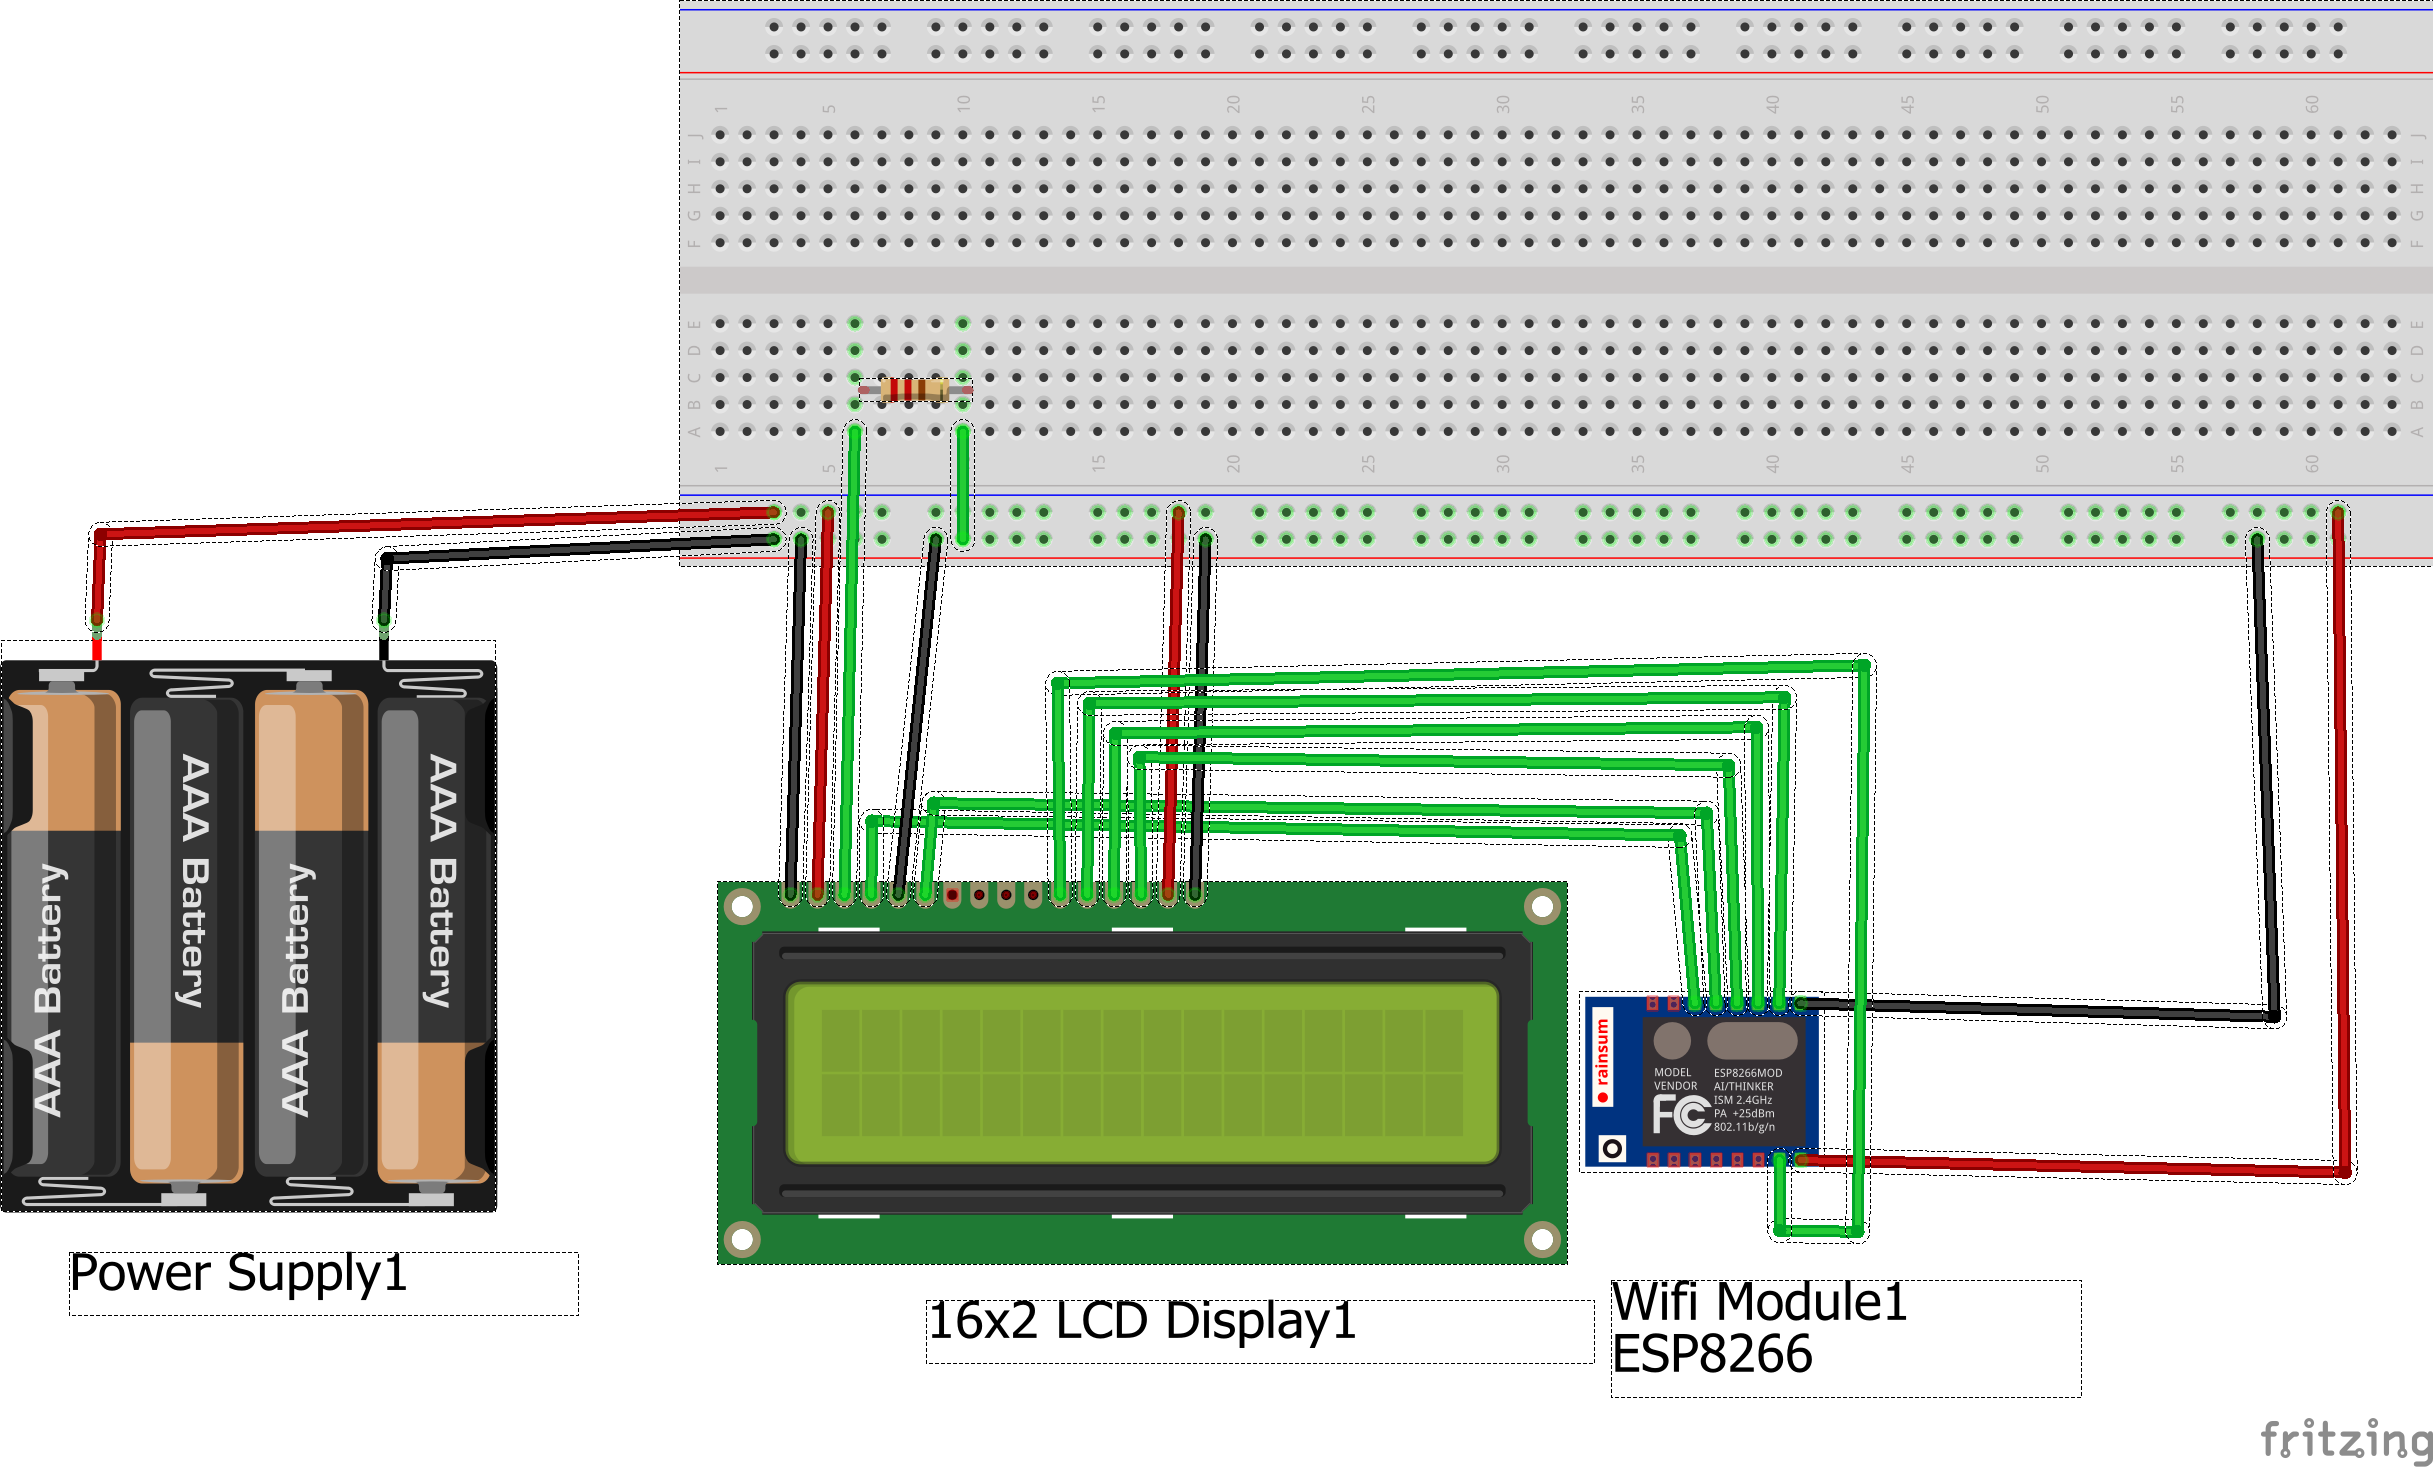 1 5 10 15 20 25 30 35 40 45 50 55 60
J J
I I
H H
G G
F F
E E
D D
C C
B B
A A
1 5 15 20 25 30 35 40 45 50 55 60
AAA Battery
AAA Battery
AAA Battery
AAA Battery
rainsum
MODEL ESP8266MOD
VENDOR AI/THINKER
ISM 2.4GHz
PA +25dBm
802.11b/g/n
FC
Power Supply1
16x2 LCD Display1
Wifi Module1
ESP8266
fritzing